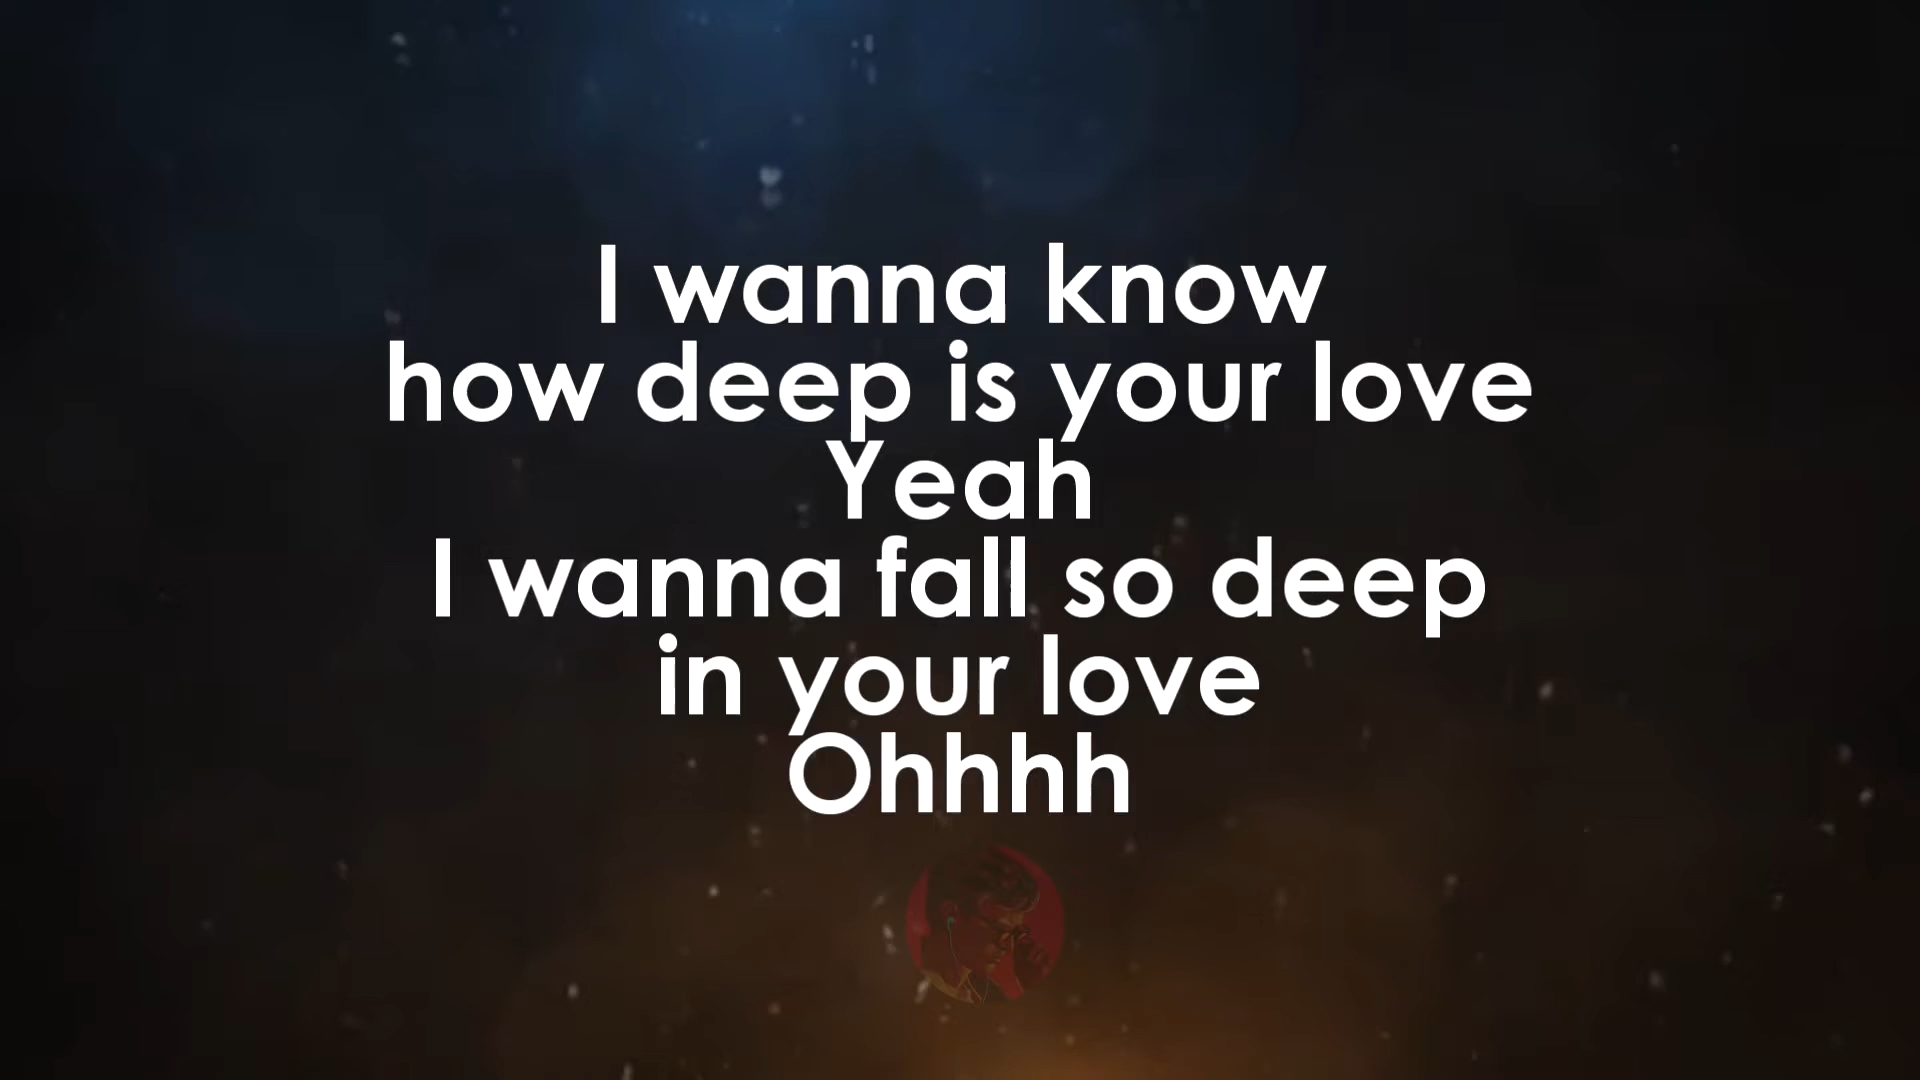 I wanna know
how deep is your love
Yeah
I wanna fall so deep
in your love
Ohhhh